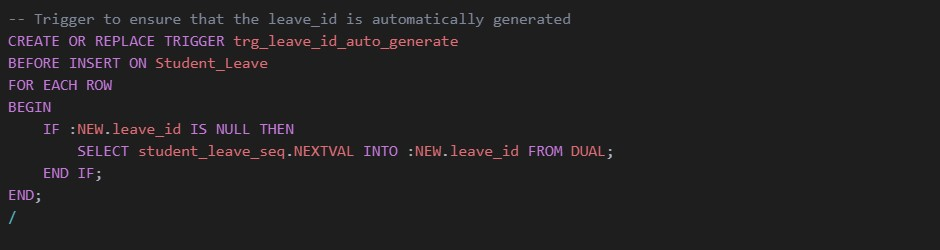 -- Trigger to ensure that the leave_id is automatically generated
CREATE OR REPLACE TRIGGER trg_leave_id_auto_generate
BEFORE INSERT ON Student_Leave
FOR EACH ROW
BEGIN
    IF :NEW.leave_id IS NULL THEN
        SELECT student_leave_seq.NEXTVAL INTO :NEW.leave_id FROM DUAL;
    END IF;
END;
/